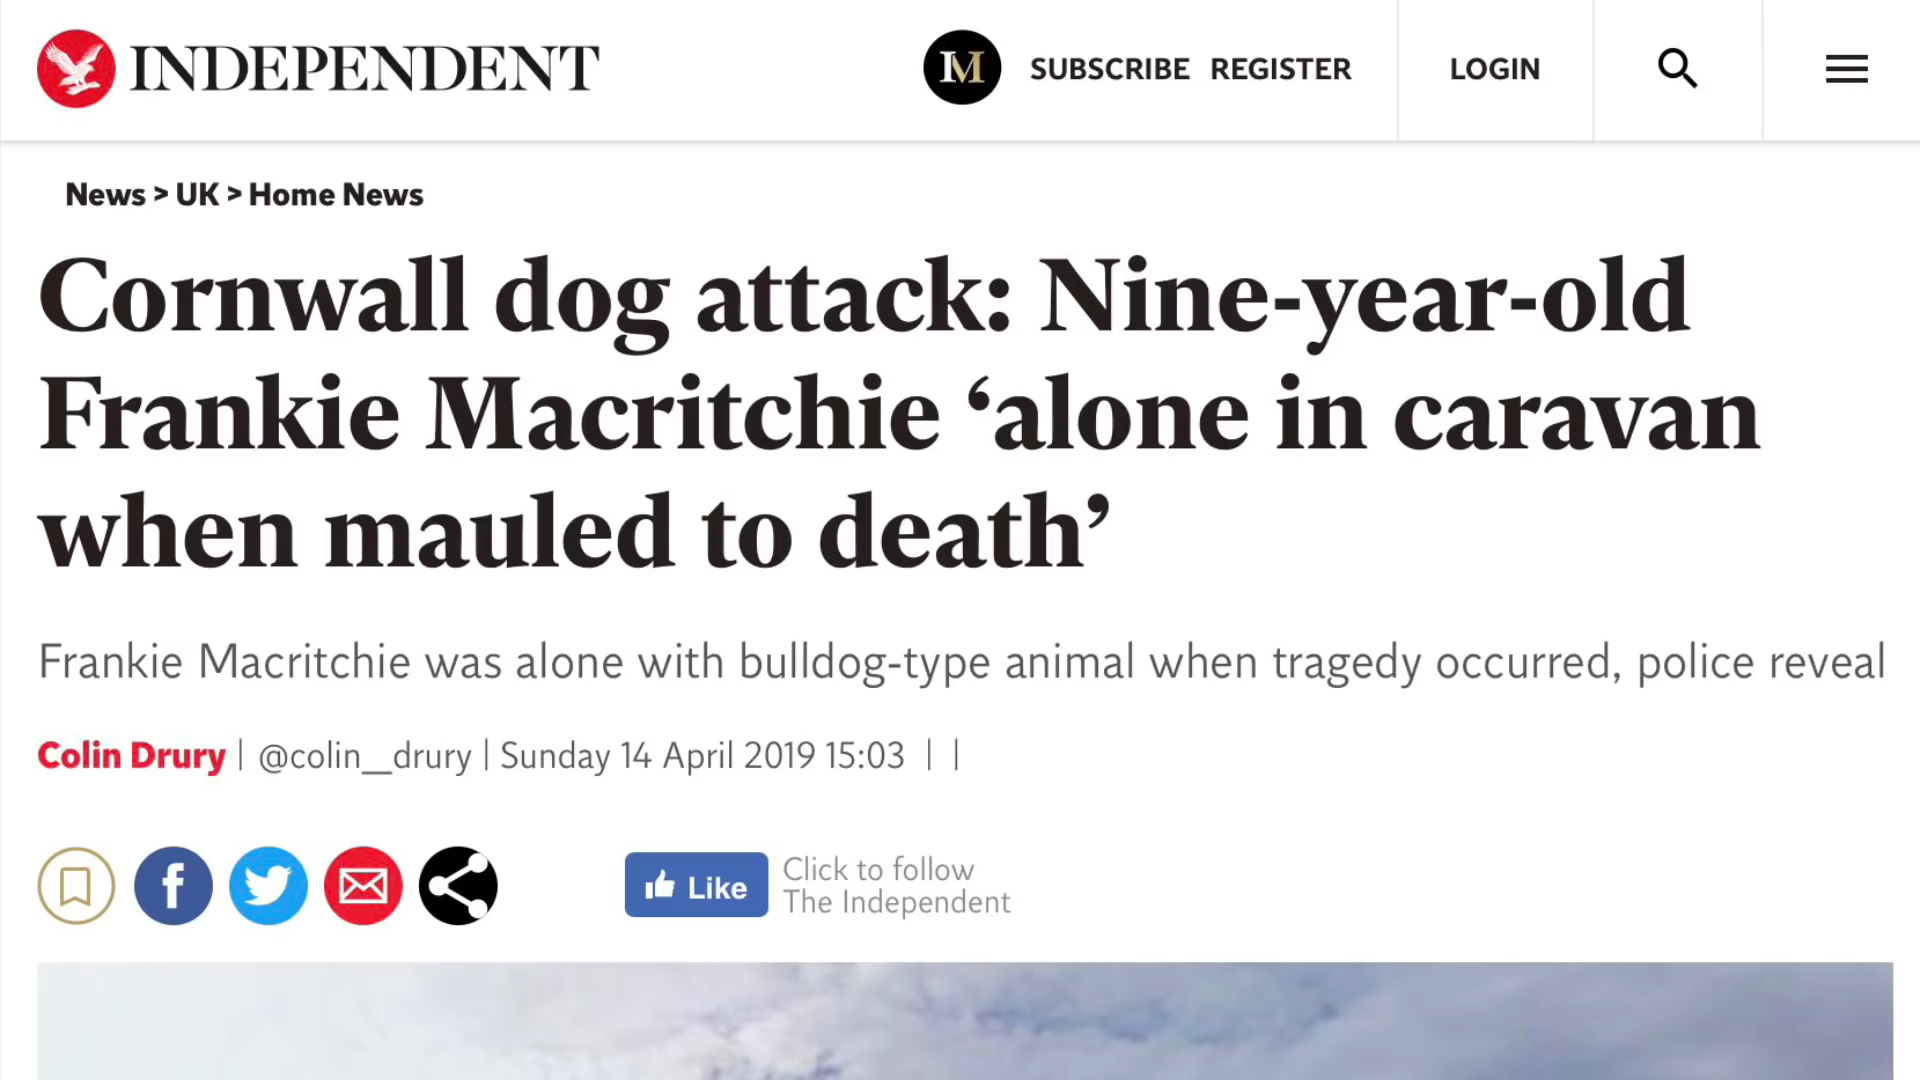 INDEPENDENT
IM SUBSCRIBE REGISTER LOGIN
News > UK > Home News
Cornwall dog attack: Nine-year-old
Frankie Macritchie ‘alone in caravan
when mauled to death’
Frankie Macritchie was alone with bulldog-type animal when tragedy occurred, police reveal
Colin Drury | @colin__drury | Sunday 14 April 2019 15:03 | |
f Like Click to follow
The Independent